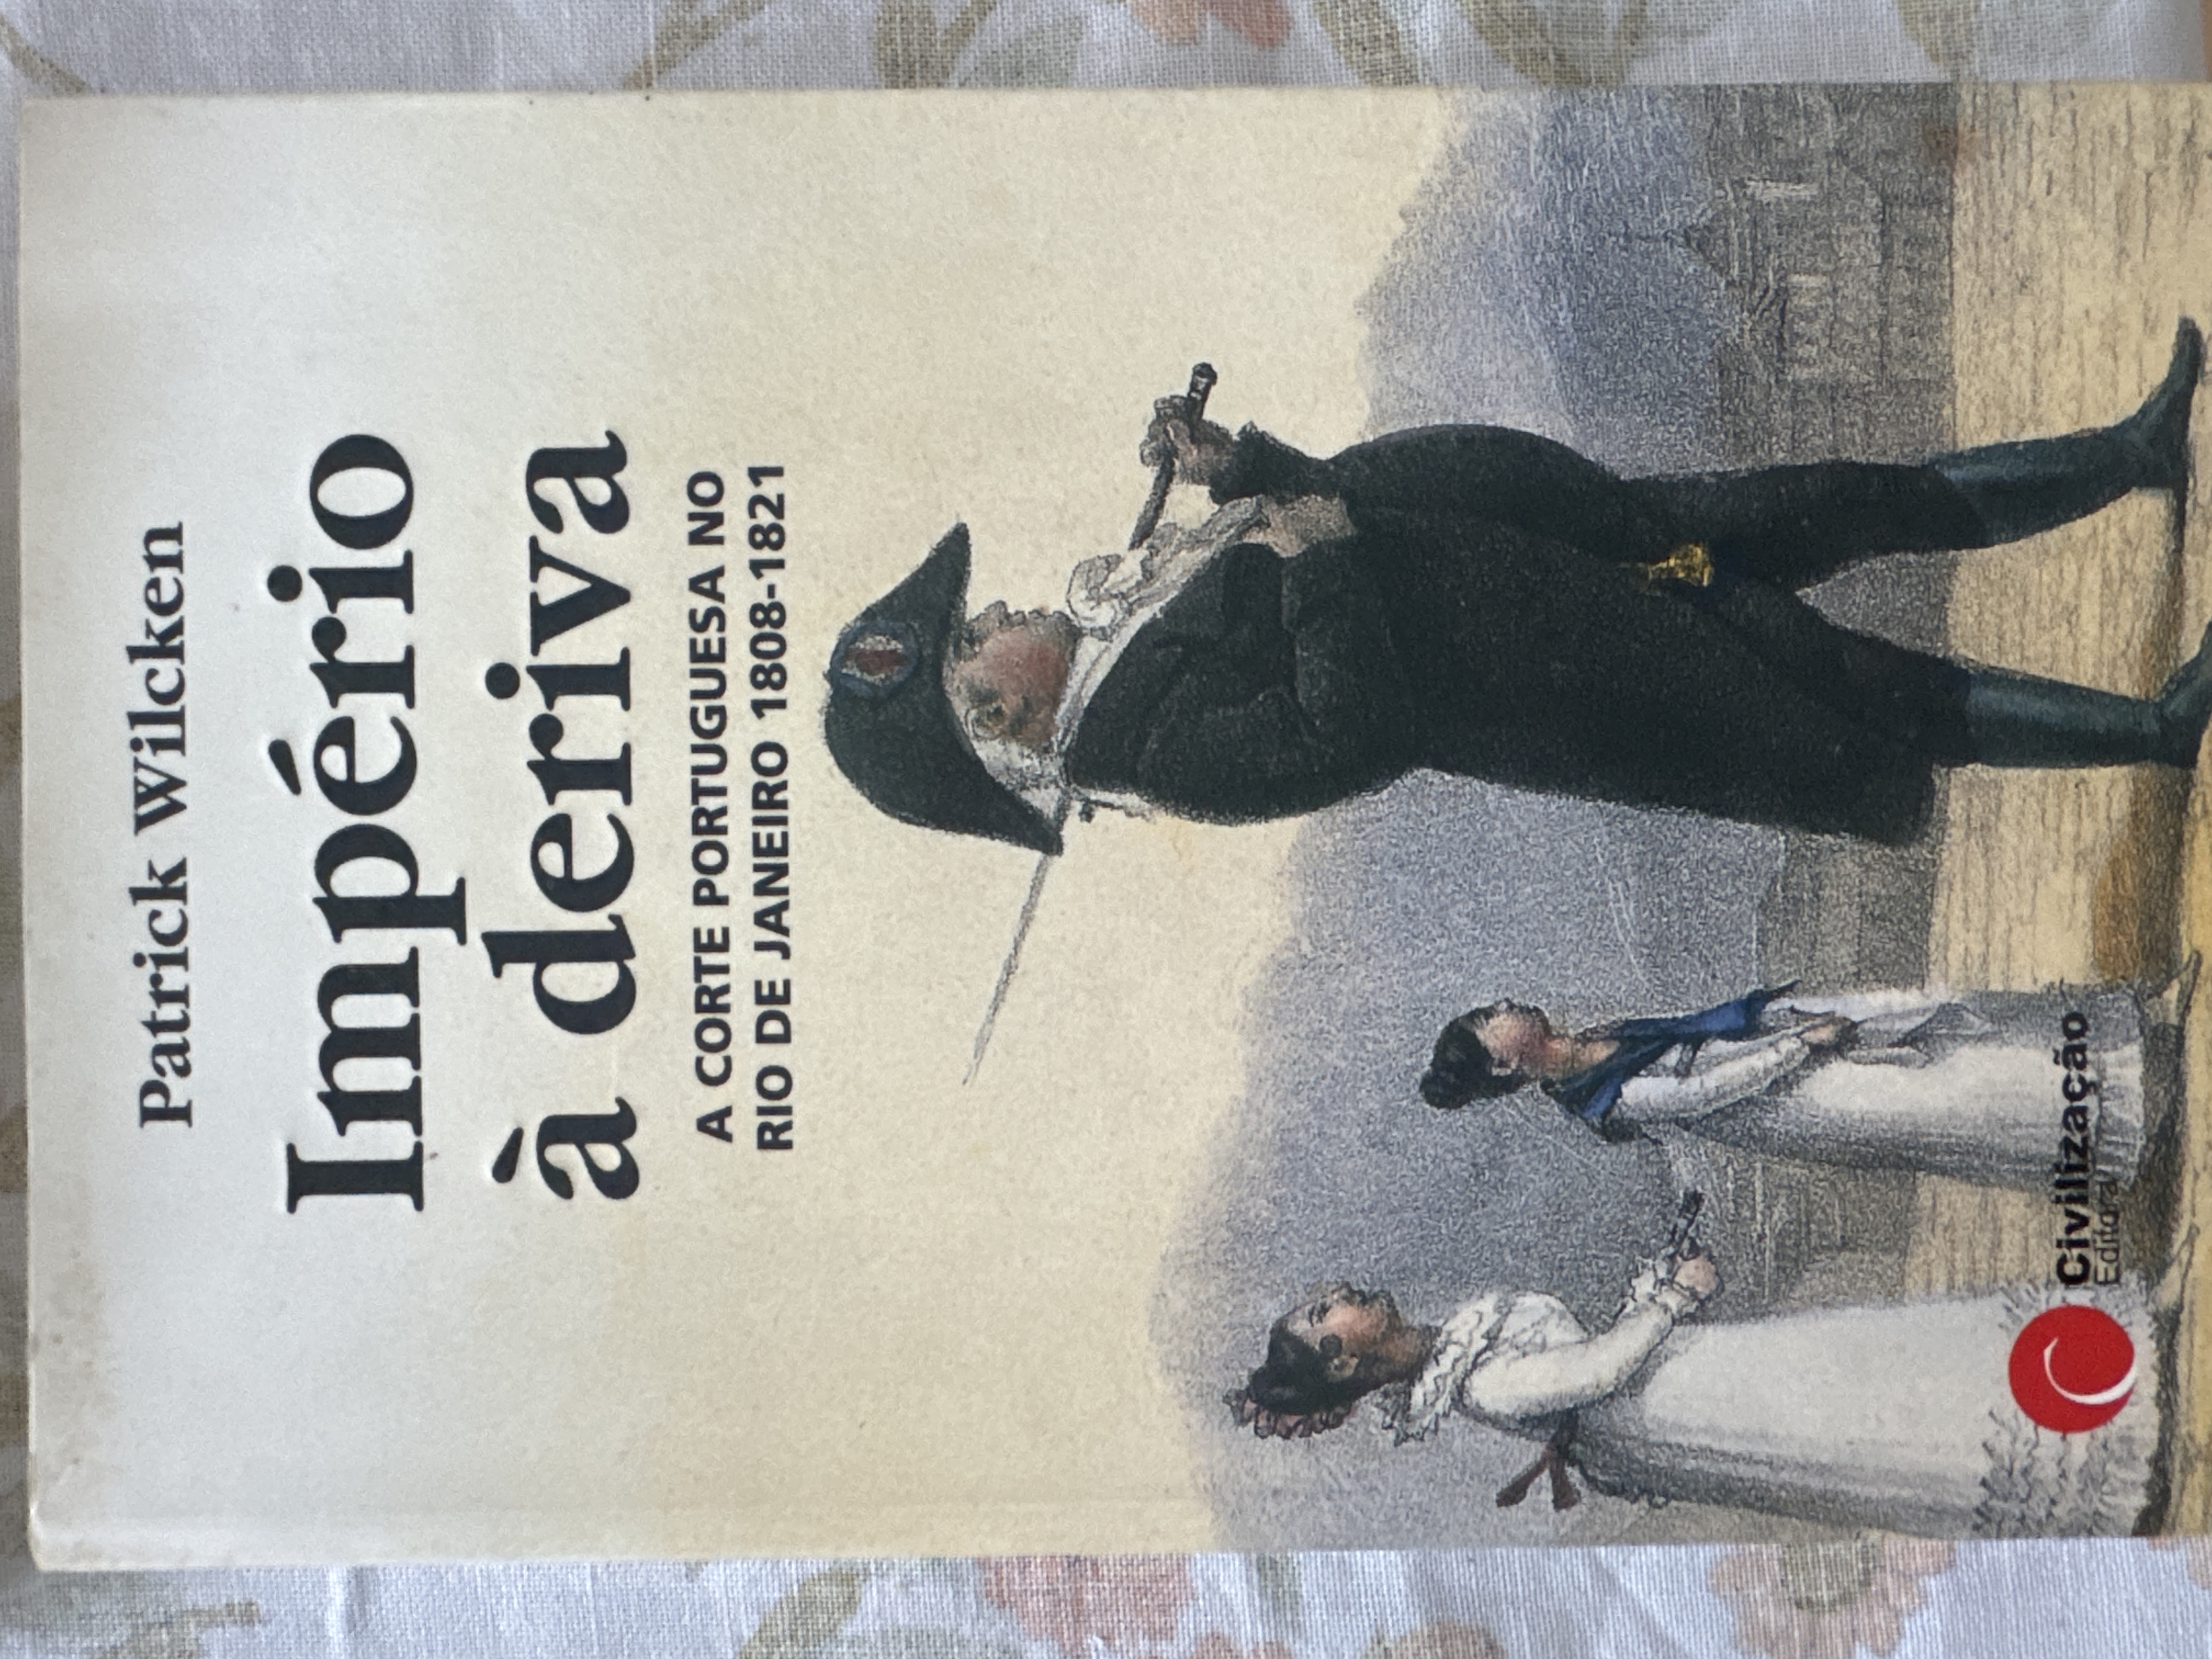 Patrick Wilcken
Império
à deriva
A CORTE PORTUGUESA NO
RIO DE JANEIRO 1808-1821
Civilização
Editora